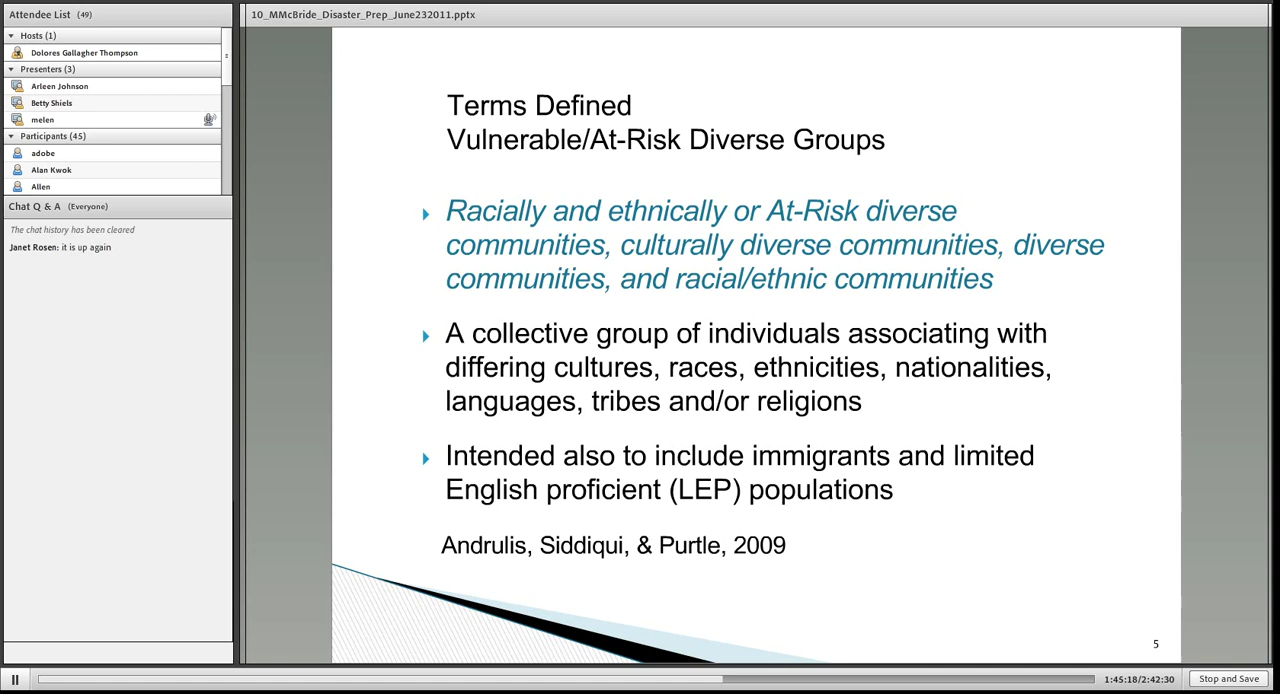 Attendee List (49)
Hosts (1)
Dolores Gallagher Thompson
Presenters (3)
Arleen Johnson
Betty Shiels
melen
Participants (45)
adobe
Alan Kwok
Allen
Chat Q & A (Everyone)
The chat history has been cleared
Janet Rosen: it is up again
10_MMcBride_Disaster_Prep_June232011.pptx
Terms Defined
Vulnerable/At-Risk Diverse Groups
Racially and ethnically or At-Risk diverse
communities, culturally diverse communities, diverse
communities, and racial/ethnic communities
A collective group of individuals associating with
differing cultures, races, ethnicities, nationalities,
languages, tribes and/or religions
Intended also to include immigrants and limited
English proficient (LEP) populations
Andrulis, Siddiqui, & Purtle, 2009
5
1:45:18/2:42:30
Stop and Save